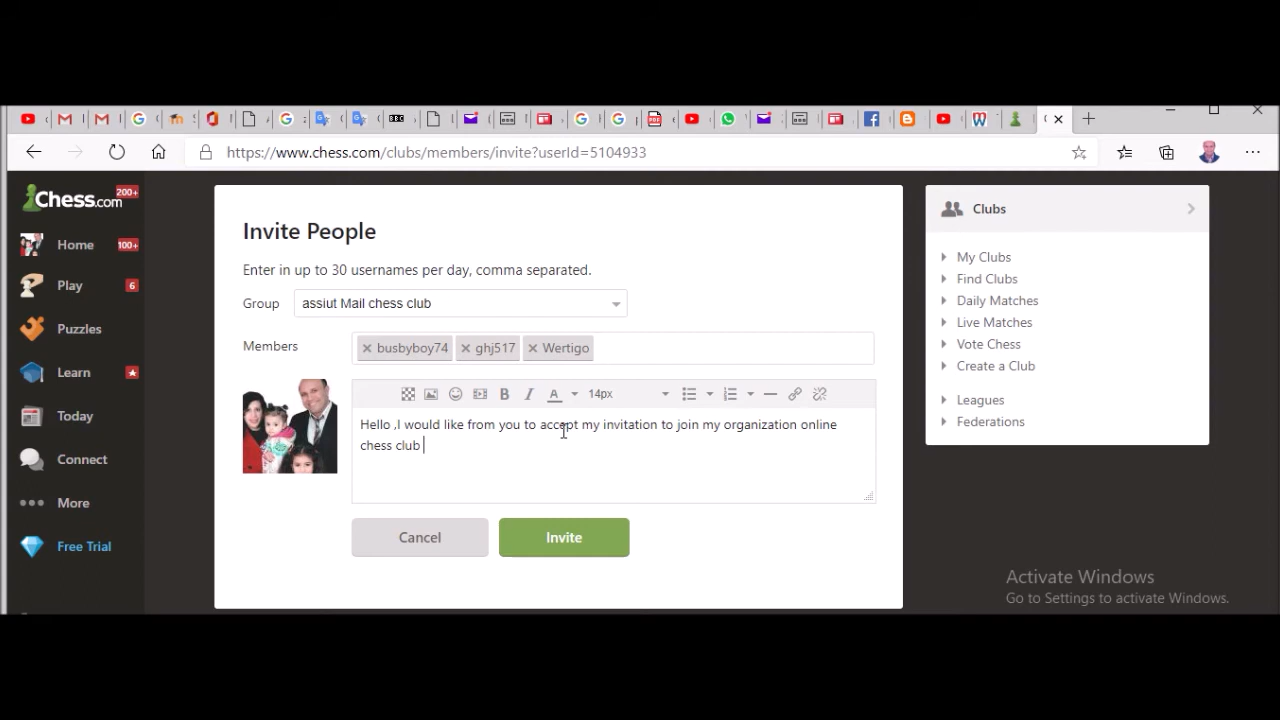 https://www.chess.com/clubs/members/invite?userId=5104933
Chess.com
200+
Home
100+
Play
6
Puzzles
Learn
Today
Connect
More
Free Trial
Invite People
Enter in up to 30 usernames per day, comma separated.
Group
assiut Mail chess club
Members
busbyboy74
ghj517
Wertigo
B I A 14px
Hello ,I would like from you to accept my invitation to join my organization online
chess club
Cancel
Invite
Clubs
My Clubs
Find Clubs
Daily Matches
Live Matches
Vote Chess
Create a Club
Leagues
Federations
Activate Windows
Go to Settings to activate Windows.